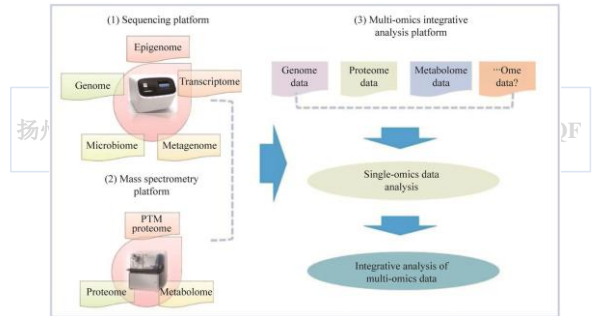 (1) Sequencing platform
Epigenome
Genome
Transcriptome
Microbiome
Metagenome
(2) Mass spectrometry
platform
PTM
proteome
Proteome
Metabolome
(3) Multi-omics integrative
analysis platform
Genome
data
Proteome
data
Metabolome
data
···Ome
data?
Single-omics data
analysis
Integrative analysis of
multi-omics data
扬
QF